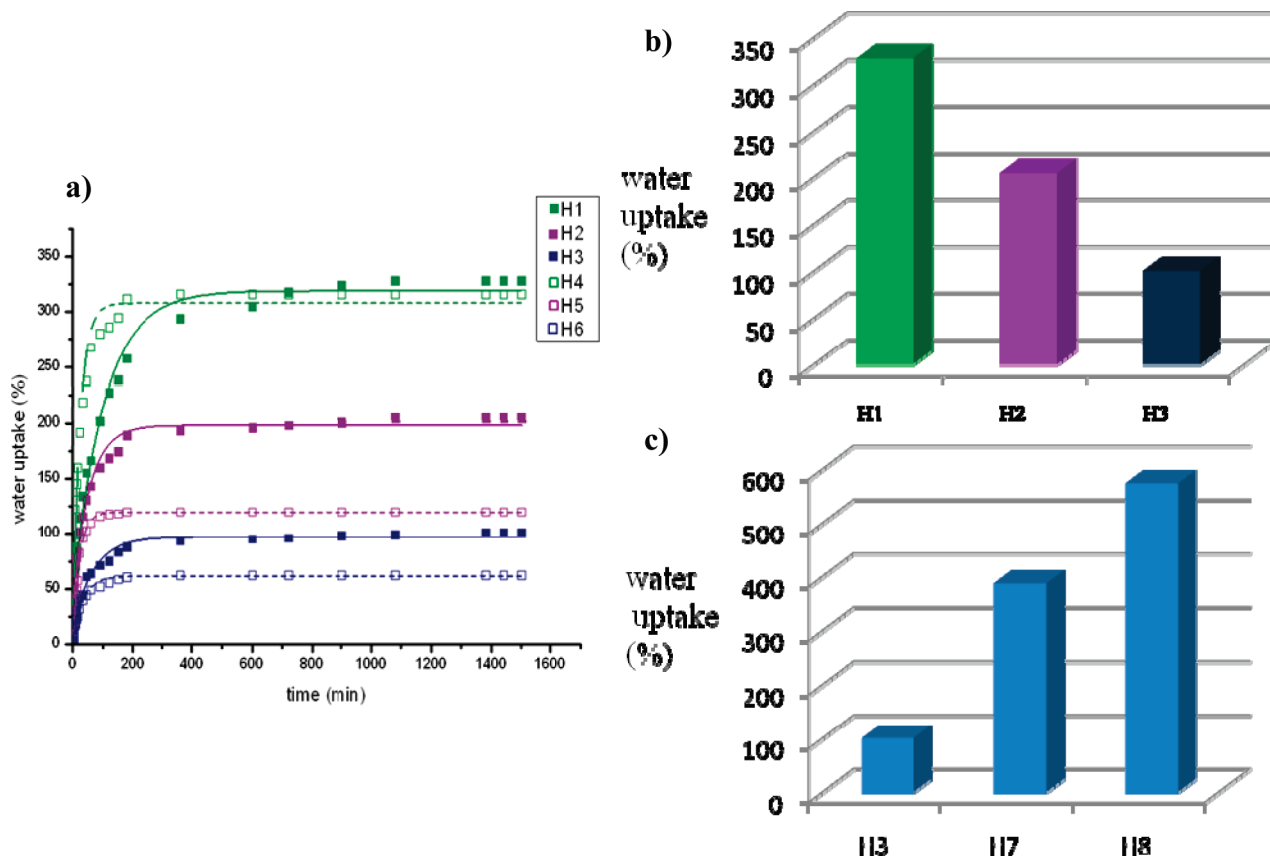 a)
H1
H2
H3
H4
H5
H6
350
300
250
200
150
100
50
0
water uptake (%)
0 200 400 600 800 1000 1200 1400 1600
time (min)
b)
350
300
250
200
150
100
50
0
water
uptake
(%)
H1 H2 H3
c)
600
500
400
300
200
100
0
water
uptake
(%)
H3 H7 H8